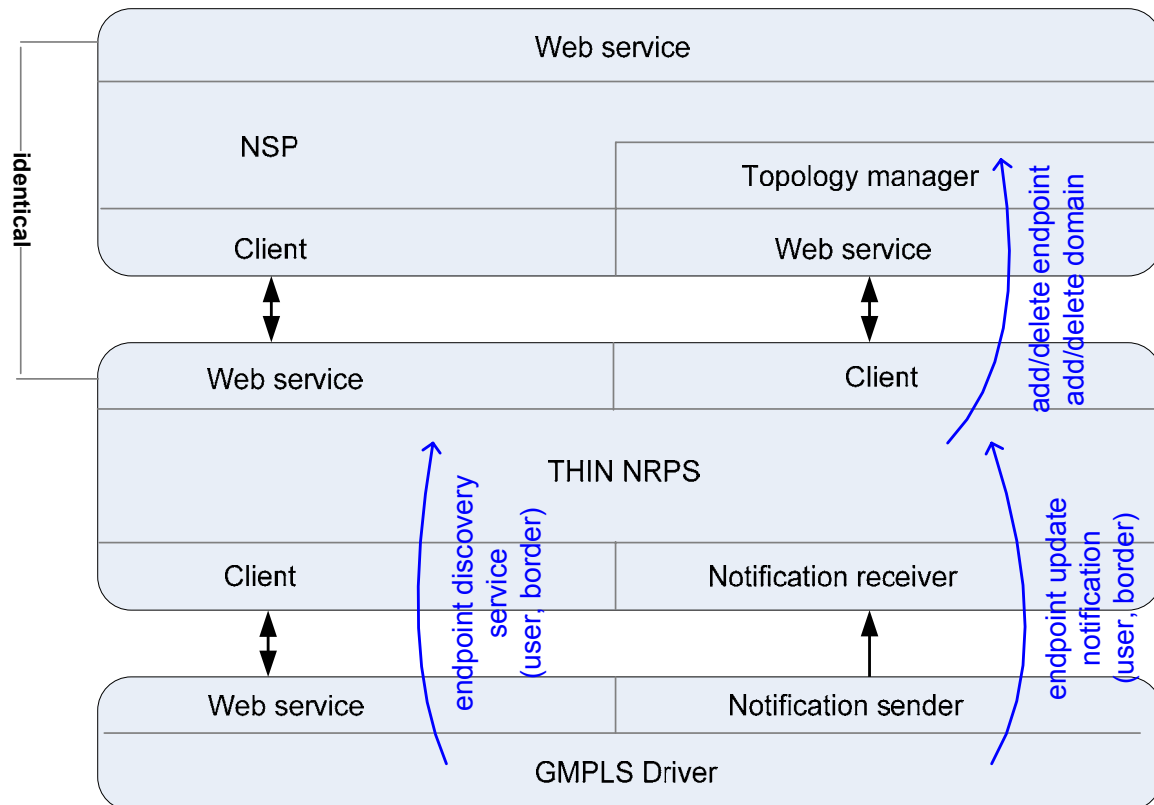 Web service
identical
NSP
Topology manager
Client
Web service
add/delete endpoint
add/delete domain
Web service
Client
THIN NRPS
endpoint discovery
service
(user, border)
endpoint update
notification
(user, border)
Client
Notification receiver
Web service
Notification sender
GMPLS Driver